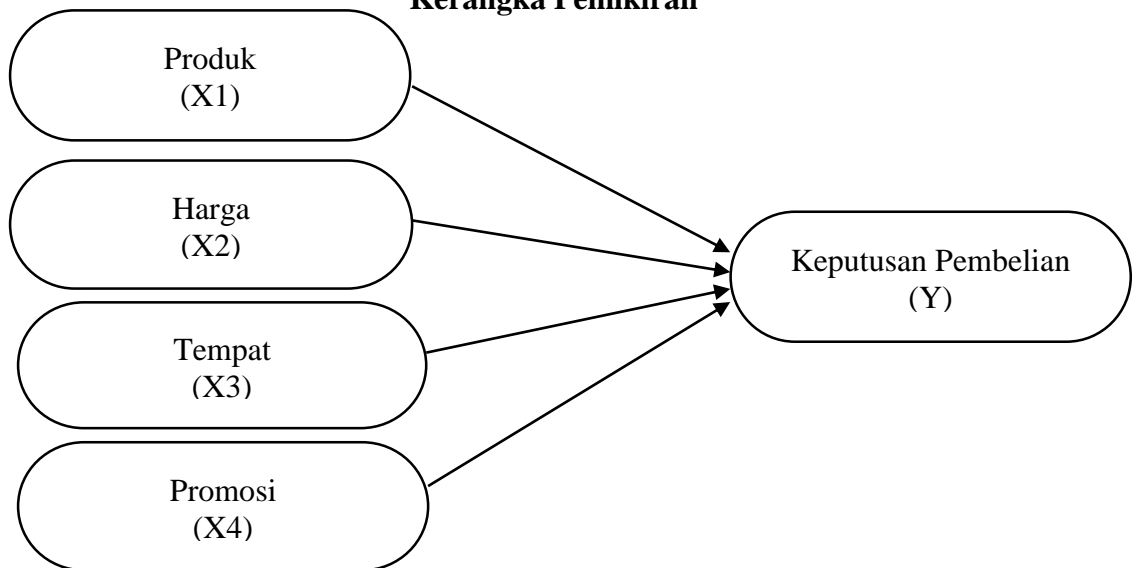 Kerangka Pemikiran
Produk
(X1)
Harga
(X2)
Keputusan Pembelian
(Y)
Tempat
(X3)
Promosi
(X4)